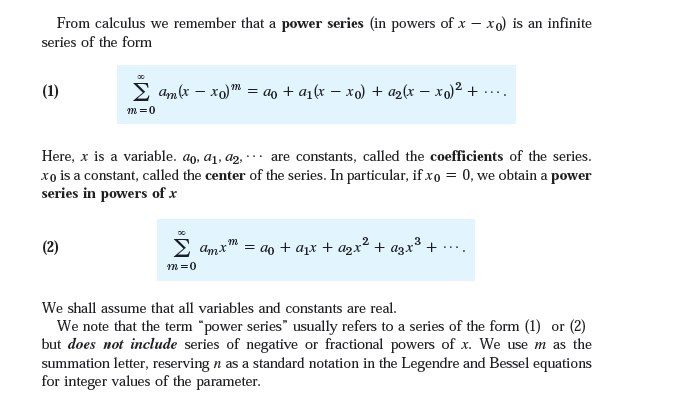 From calculus we remember that a power series (in powers of x − x₀) is an infinite
series of the form
(1) ∞ ∑ m=0 aₘ(x − x₀)ᵐ = a₀ + a₁(x − x₀) + a₂(x − x₀)² + ⋯.
Here, x is a variable. a₀, a₁, a₂, ⋯ are constants, called the coefficients of the series.
x₀ is a constant, called the center of the series. In particular, if x₀ = 0, we obtain a power
series in powers of x
(2) ∞ ∑ m=0 aₘxᵐ = a₀ + a₁x + a₂x² + a₃x³ + ⋯.
We shall assume that all variables and constants are real.
We note that the term “power series” usually refers to a series of the form (1) or (2)
but does not include series of negative or fractional powers of x. We use m as the
summation letter, reserving n as a standard notation in the Legendre and Bessel equations
for integer values of the parameter.